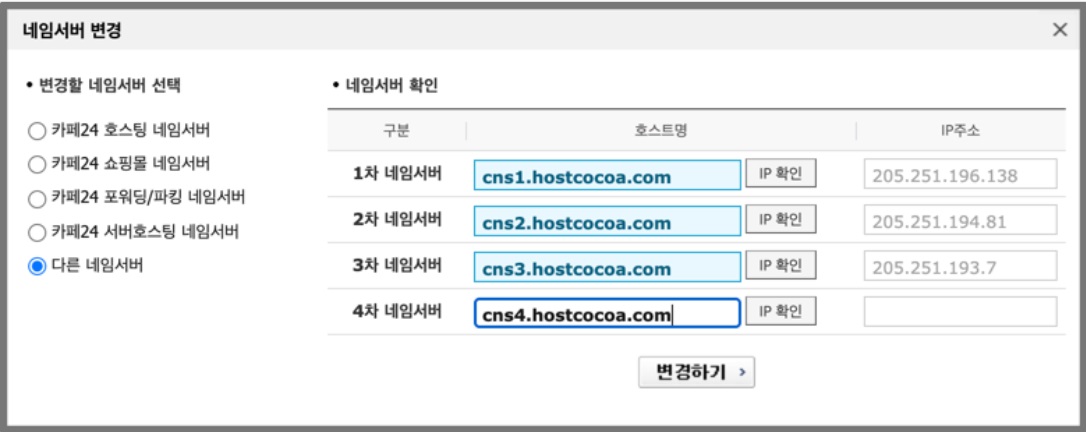 네임서버 변경
• 변경할 네임서버 선택
카페24 호스팅 네임서버
카페24 쇼핑몰 네임서버
카페24 포워딩/파킹 네임서버
카페24 서버호스팅 네임서버
다른 네임서버
• 네임서버 확인
구분 호스트명 IP주소
1차 네임서버 cns1.hostcocoa.com IP 확인 205.251.196.138
2차 네임서버 cns2.hostcocoa.com IP 확인 205.251.194.81
3차 네임서버 cns3.hostcocoa.com IP 확인 205.251.193.7
4차 네임서버 cns4.hostcocoa.com IP 확인
변경하기